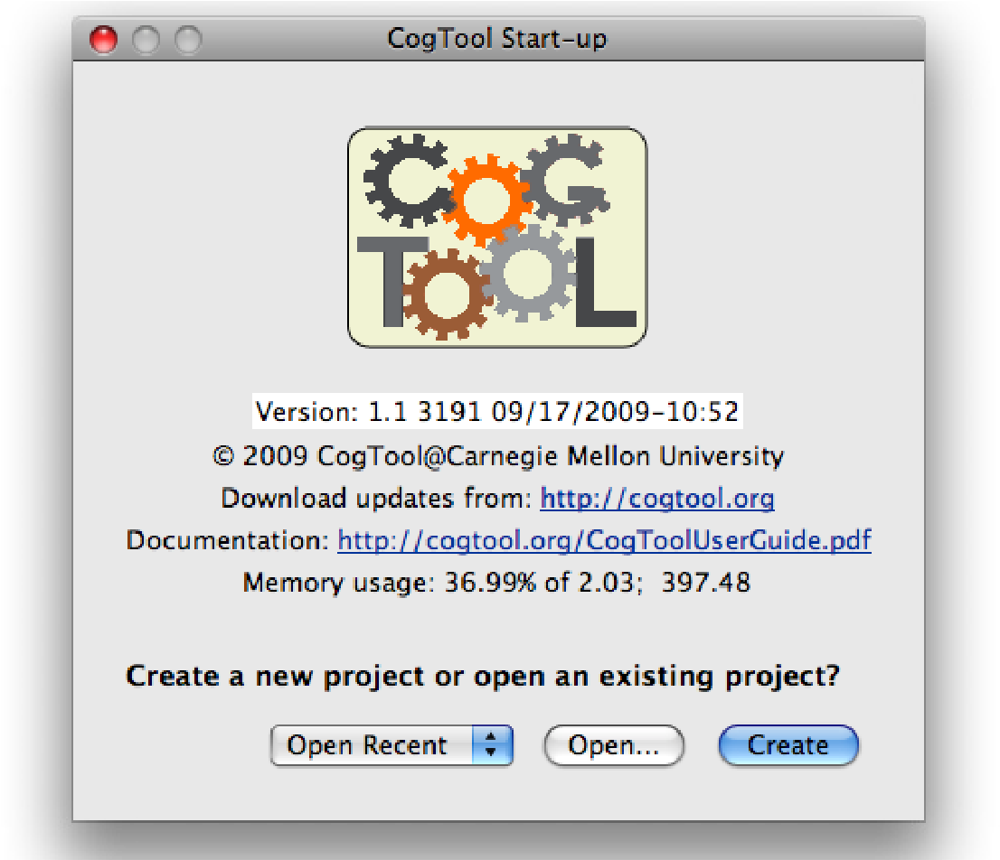 CogTool Start-up
COG
TOOL
Version: 1.1 3191 09/17/2009-10:52
© 2009 CogTool@Carnegie Mellon University
Download updates from: http://cogtool.org
Documentation: http://cogtool.org/CogToolUserGuide.pdf
Memory usage: 36.99% of 2.03;  397.48
Create a new project or open an existing project?
Open Recent Open... Create